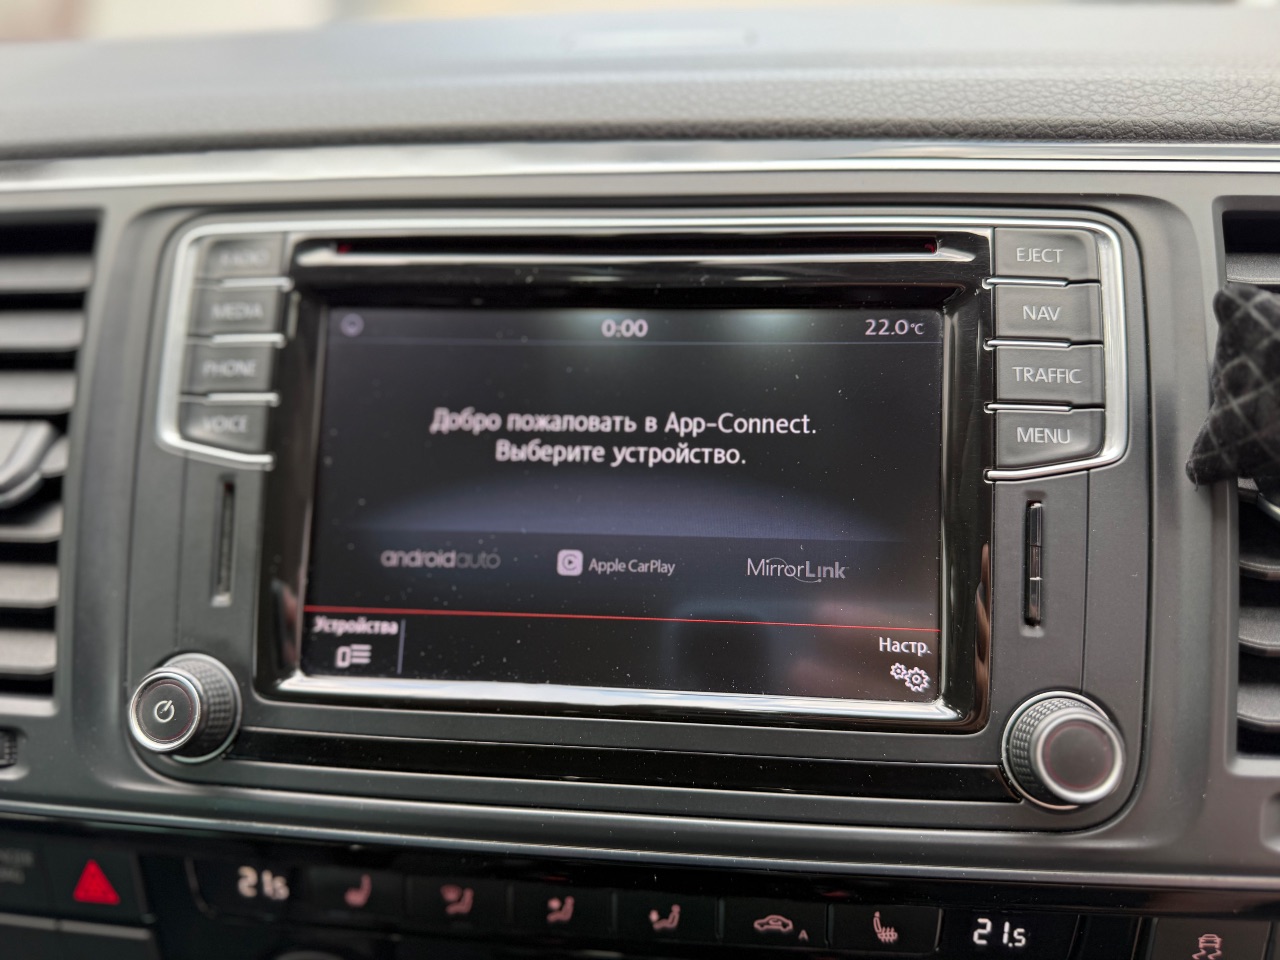 EJECT
MEDIA
NAV
PHONE
TRAFFIC
VOICE
MENU
0:00
22.0°C
Добро пожаловать в App-Connect.
Выберите устройство.
androidauto
Apple CarPlay
MirrorLink
Устройства
Настр.
21.5
A
21.5